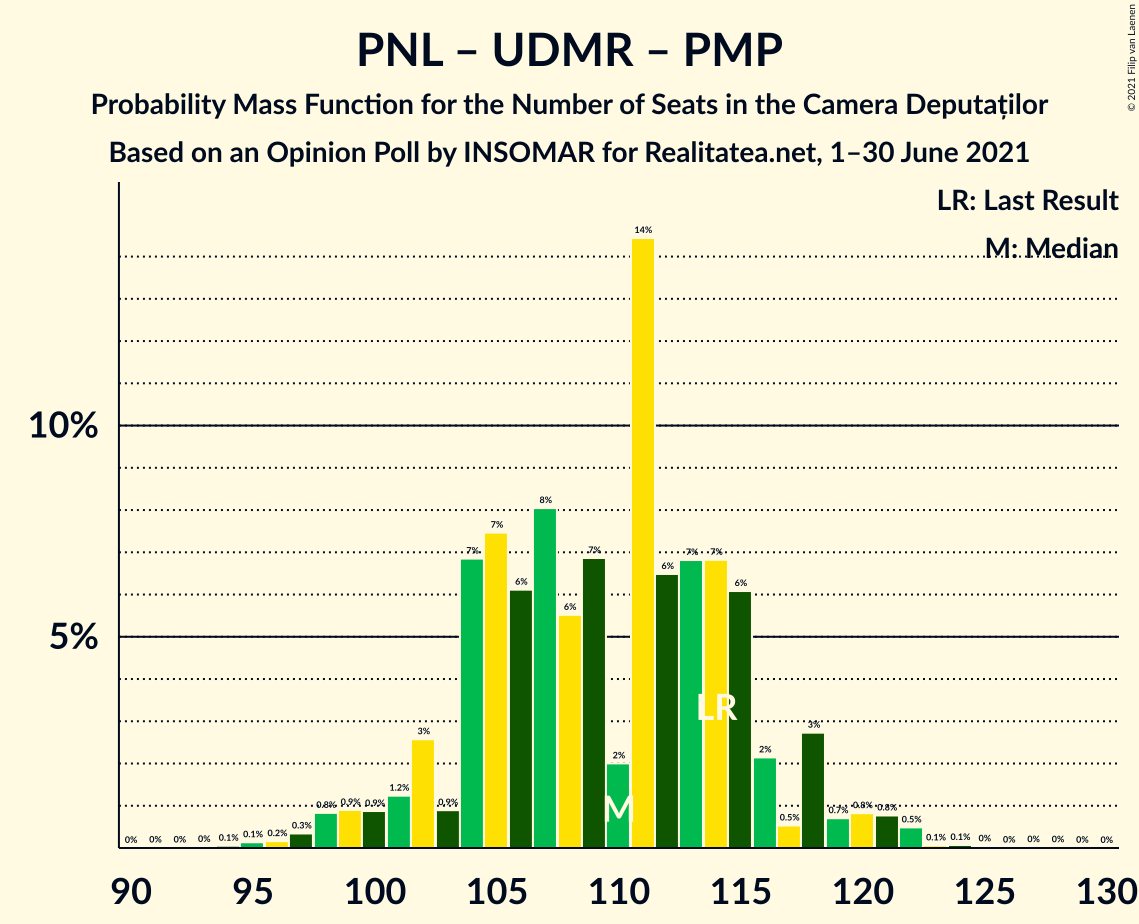 PNL – UDMR – PMP
Probability Mass Function for the Number of Seats in the Camera Deputaților
Based on an Opinion Poll by INSOMAR for Realitatea.net, 1–30 June 2021
© 2021 Filip van Laenen
LR: Last Result
M: Median
10%
5%
0% 0% 0% 0% 0.1% 0.1% 0.2% 0.3% 0.8% 0.9% 0.9% 1.2% 3% 0.9% 7% 7% 6% 8% 6% 7% 2% 14% 6% 7% 7% 6% 2% 0.5% 3% 0.7% 0.8% 0.8% 0.5% 0.1% 0.1% 0% 0% 0% 0% 0% 0%
LR
M
90 95 100 105 110 115 120 125 130